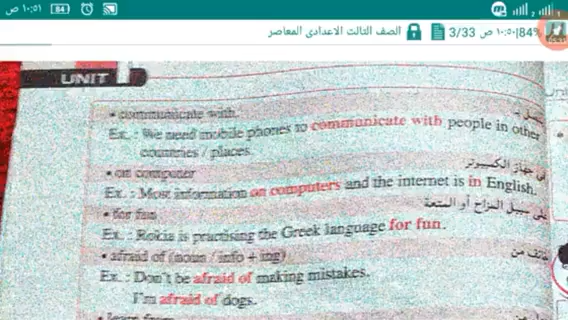 ١٠:٥١ ص
84
84%
١٠:٥٠ ص
3/33
الصف الثالث الاعدادى المعاصر
UNIT
• communicate with
Ex. : We need mobile phones to communicate with people in other
countries / places.
• on computer
في جهاز الكمبيوتر
Ex. : Most information on computers and the internet is in English.
• for fun
على سبيل المزاح أو المتعة
Ex. : Rokia is practising the Greek language for fun.
• afraid of (noun / info + ing)
خائف من
Ex. : Don't be afraid of making mistakes.
I'm afraid of dogs.
• learn from